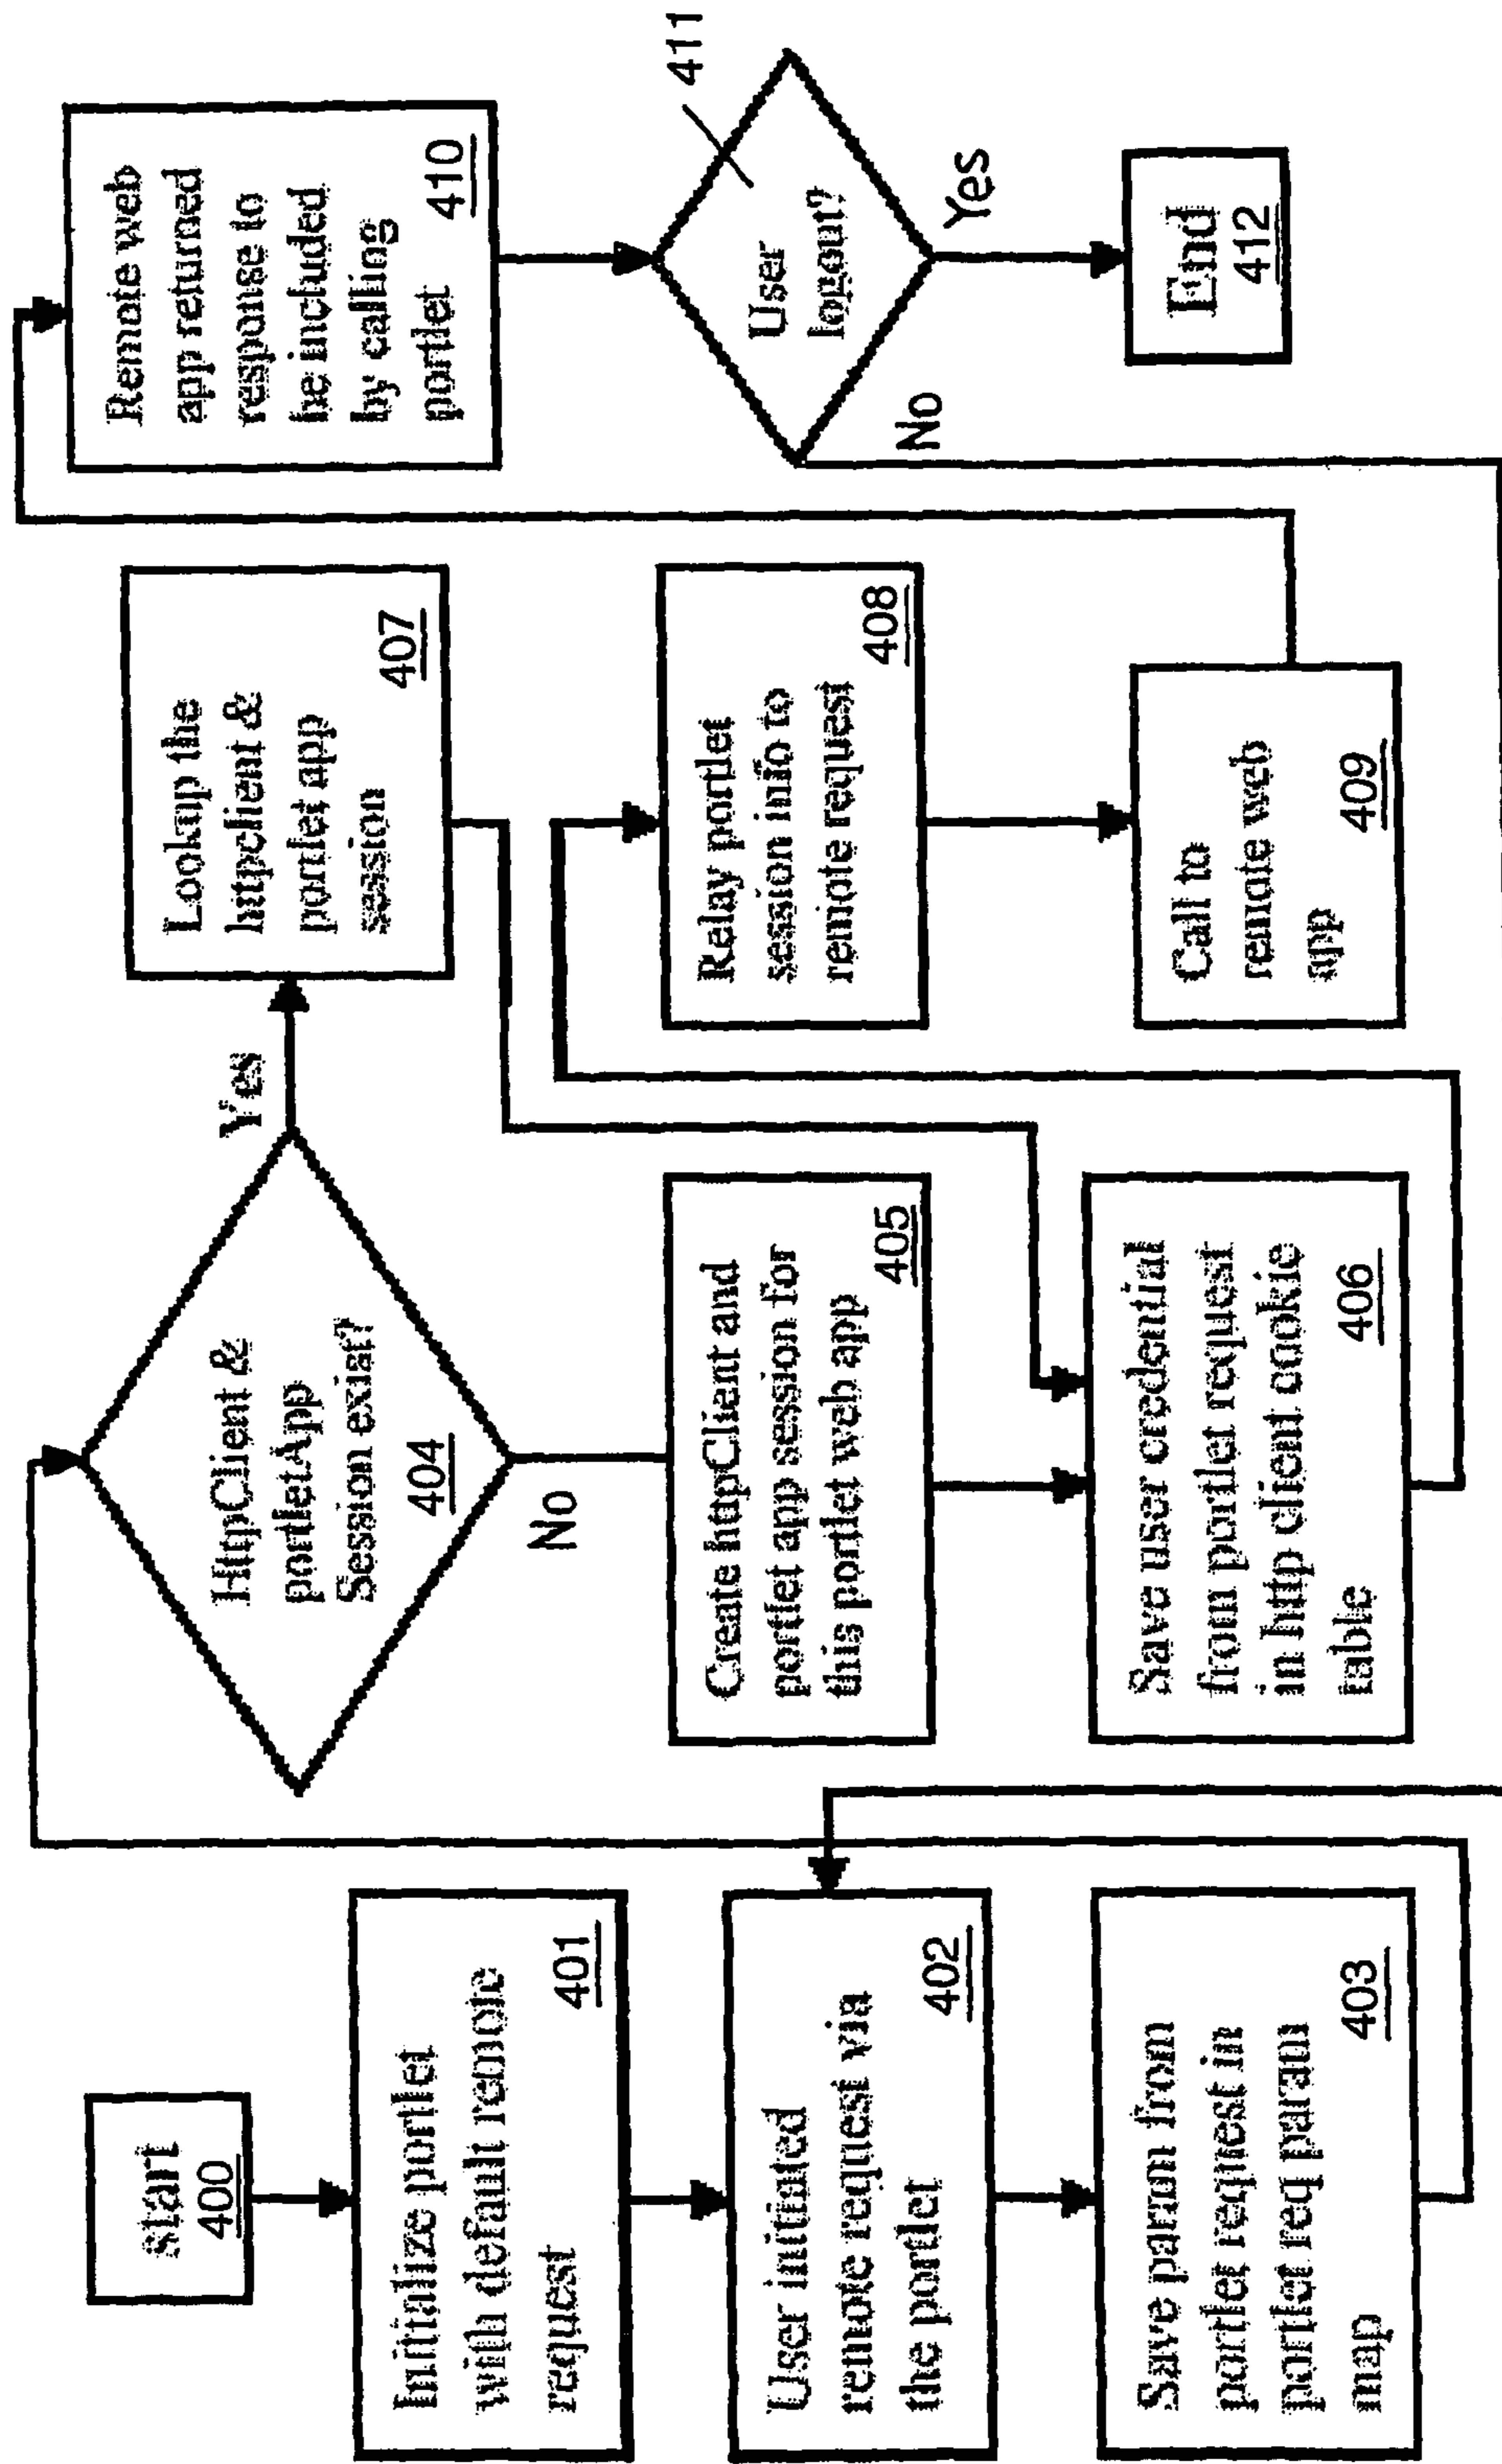 start
400
Initialize portlet
with default remote
request
401
User initiated
remote request via
the portlet
402
Save param from
portlet request in
portlet req param
map
403
HttpClient &
portletApp
Session exist?
404
Yes
No
Create httpClient and
portlet app session for
this portlet web app
405
Save user credential
from portlet request
in http client cookie
table
406
Lookup the
httpclient &
portlet app
session
407
Relay portlet
session info to
remote request
408
Call to
remote web
app
409
Remote web
app returned
response to
be included
by calling
portlet
410
User
logout?
411
No
Yes
End
412